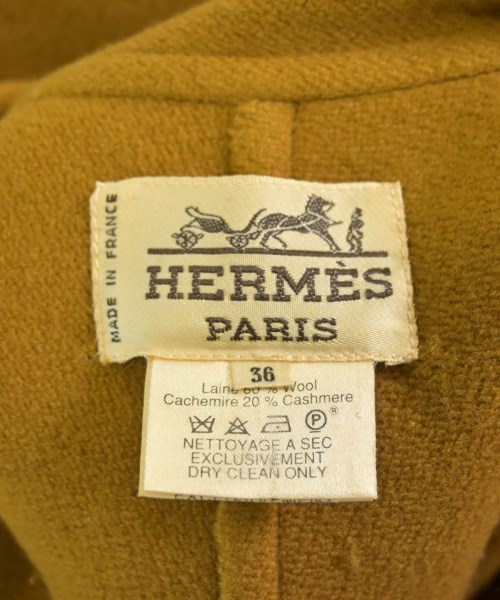 MADE IN FRANCE
HERMÈS
PARIS
36
Laine 80 % Wool
Cachemire 20 % Cashmere
P ®
NETTOYAGE A SEC
EXCLUSIVEMENT
DRY CLEAN ONLY